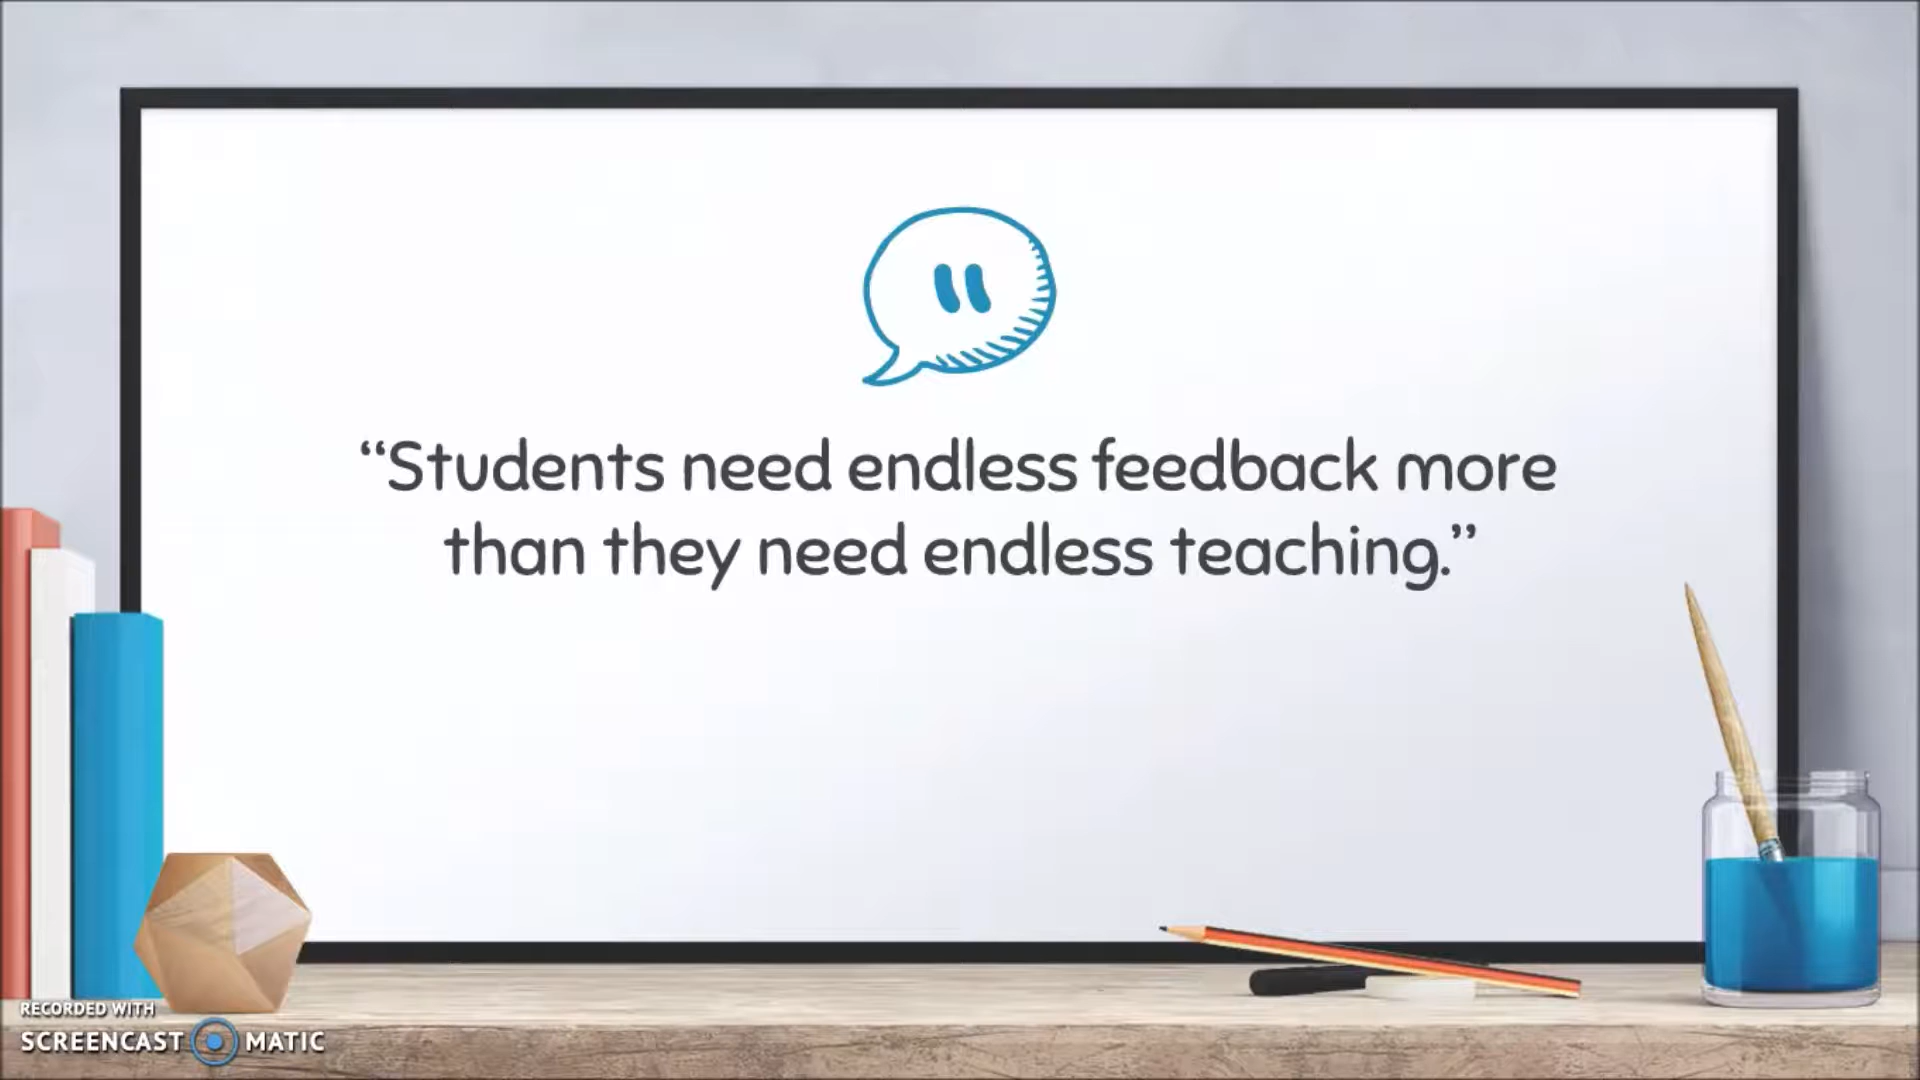 “Students need endless feedback more
than they need endless teaching.”
RECORDED WITH
SCREENCAST MATIC